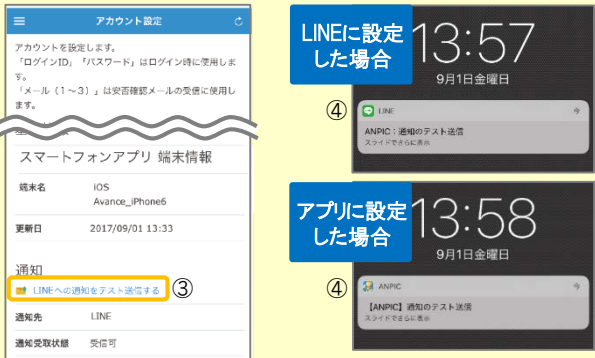 アカウント設定
アカウントを設定します。
「ログインID」「パスワード」はログイン時に使用しま
す。
「メール（１～３）」は安否確認メールの受信に使用し
ます。
スマートフォンアプリ 端末情報
端末名 iOS
Avance_iPhone6
更新日 2017/09/01 13:33
通知
LINEへの通知をテスト送信する ③
通知先 LINE
通知受取状態 受信可
LINEに設定
した場合
13:57
9月1日金曜日
④
LINE 今
ANPIC：通知のテスト送信
スライドでさらに表示
アプリに設定
した場合
13:58
9月1日金曜日
④
ANPIC 今
【ANPIC】通知のテスト送信
スライドでさらに表示